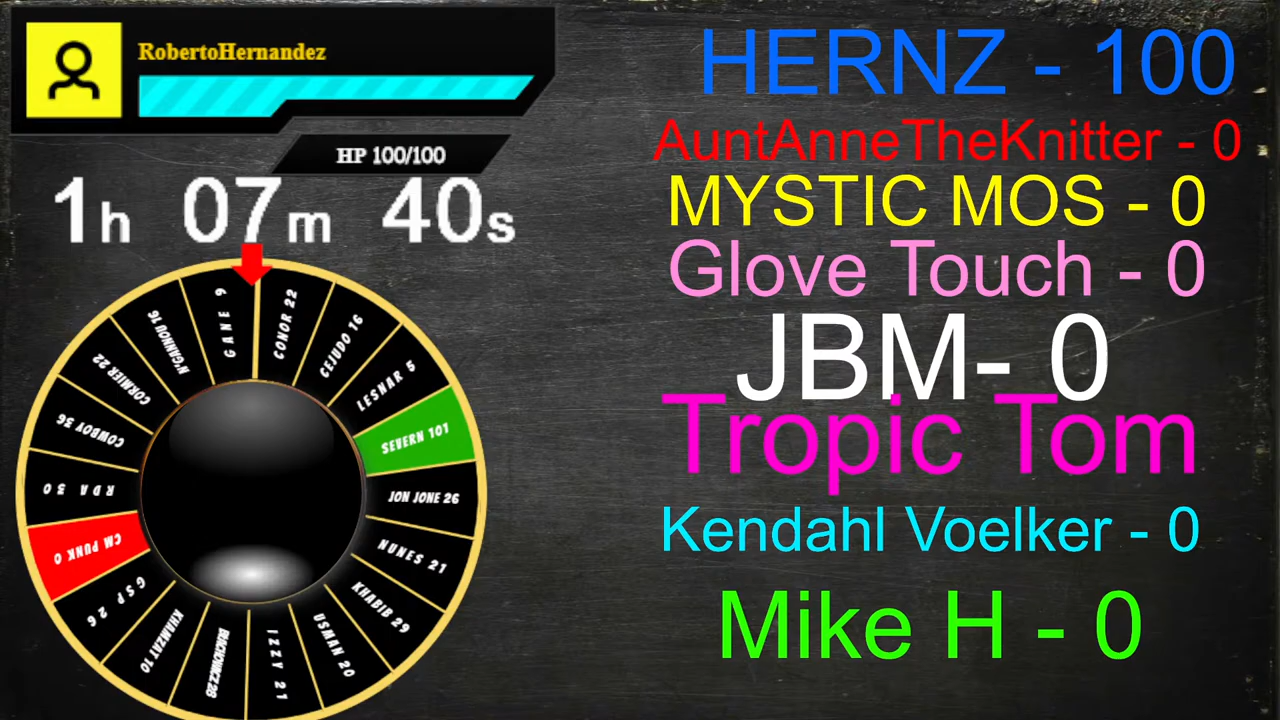 RobertoHernandez
HP 100/100
1h 07m 40s
HERNZ - 100
AuntAnneTheKnitter - 0
MYSTIC MOS - 0
Glove Touch - 0
JBM- 0
Tropic Tom
Kendahl Voelker - 0
Mike H - 0
CONOR 22
CEJUDO 16
LESNAR 5
SEVERN 101
JON JONE 26
NUNES 21
KHABIB 29
USMAN 20
IZZY 21
KHAMZAT 10
GSP 26
CM PUNK 0
RDA 30
COWBOY 36
CORMIER 22
N'GANNOU 16
GANE 9